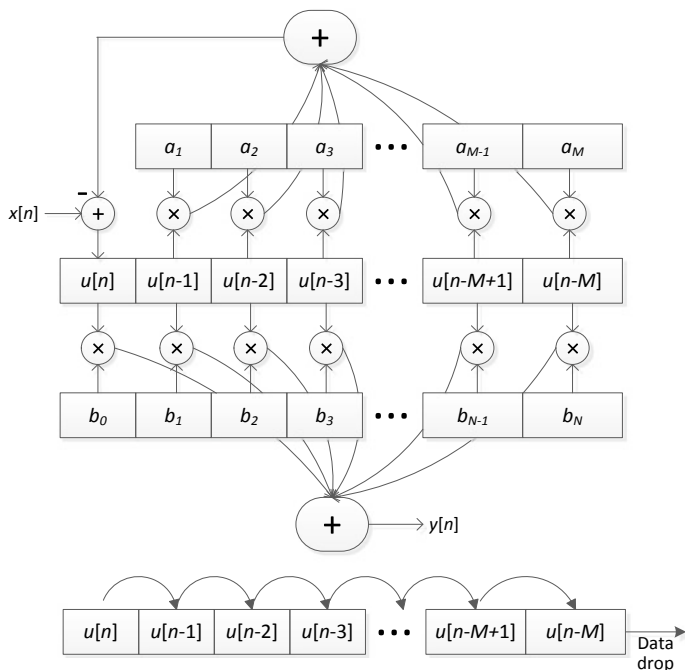 +
a1 a2 a3 ••• aM-1 aM
–
x[n] + × × × × ×
u[n] u[n-1] u[n-2] u[n-3] ••• u[n-M+1] u[n-M]
× × × × × ×
b0 b1 b2 b3 ••• bN-1 bN
+ y[n]
u[n] u[n-1] u[n-2] u[n-3] ••• u[n-M+1] u[n-M]
Data
drop